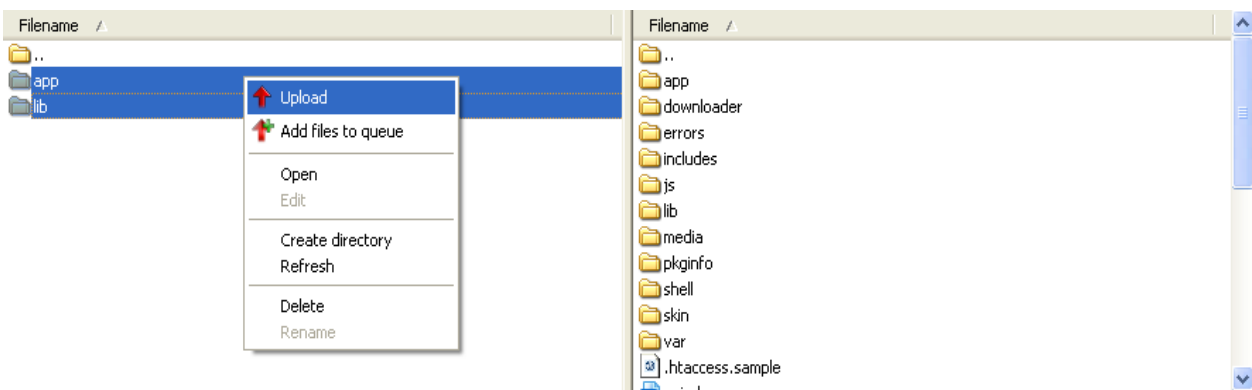 Filename
..
app
lib
Upload
Add files to queue
Open
Edit
Create directory
Refresh
Delete
Rename
Filename
..
app
downloader
errors
includes
js
lib
media
pkginfo
shell
skin
var
.htaccess.sample